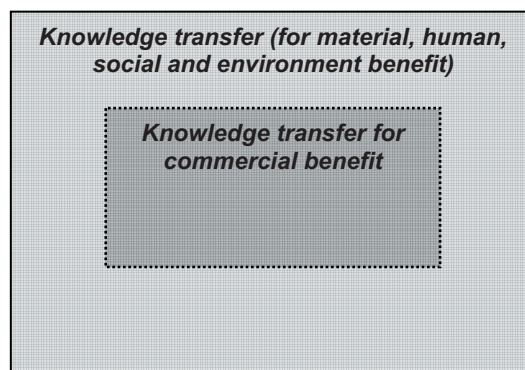 Knowledge transfer (for material, human,
social and environment benefit)
Knowledge transfer for
commercial benefit